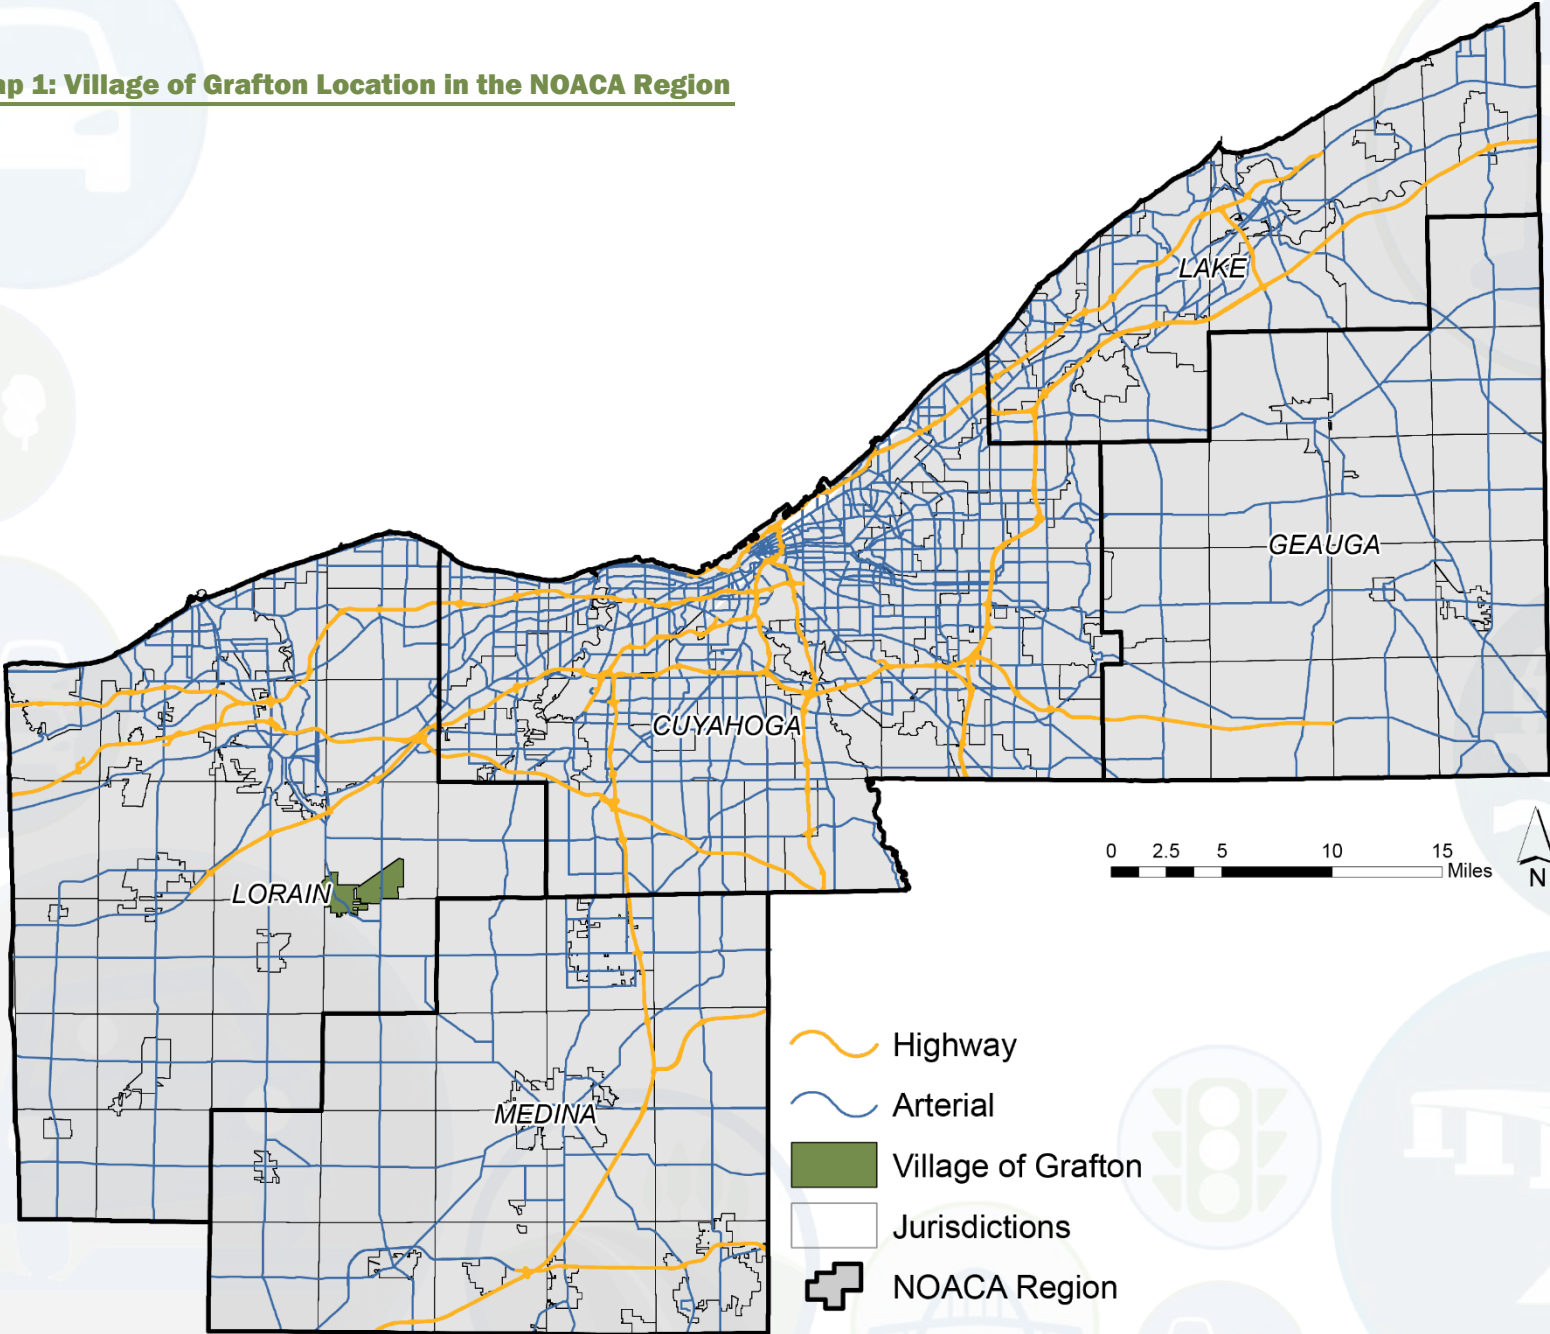 p 1: Village of Grafton Location in the NOACA Region
LAKE
GEAUGA
CUYAHOGA
LORAIN
MEDINA
0 2.5 5 10 15
Miles
N
Highway
Arterial
Village of Grafton
Jurisdictions
NOACA Region